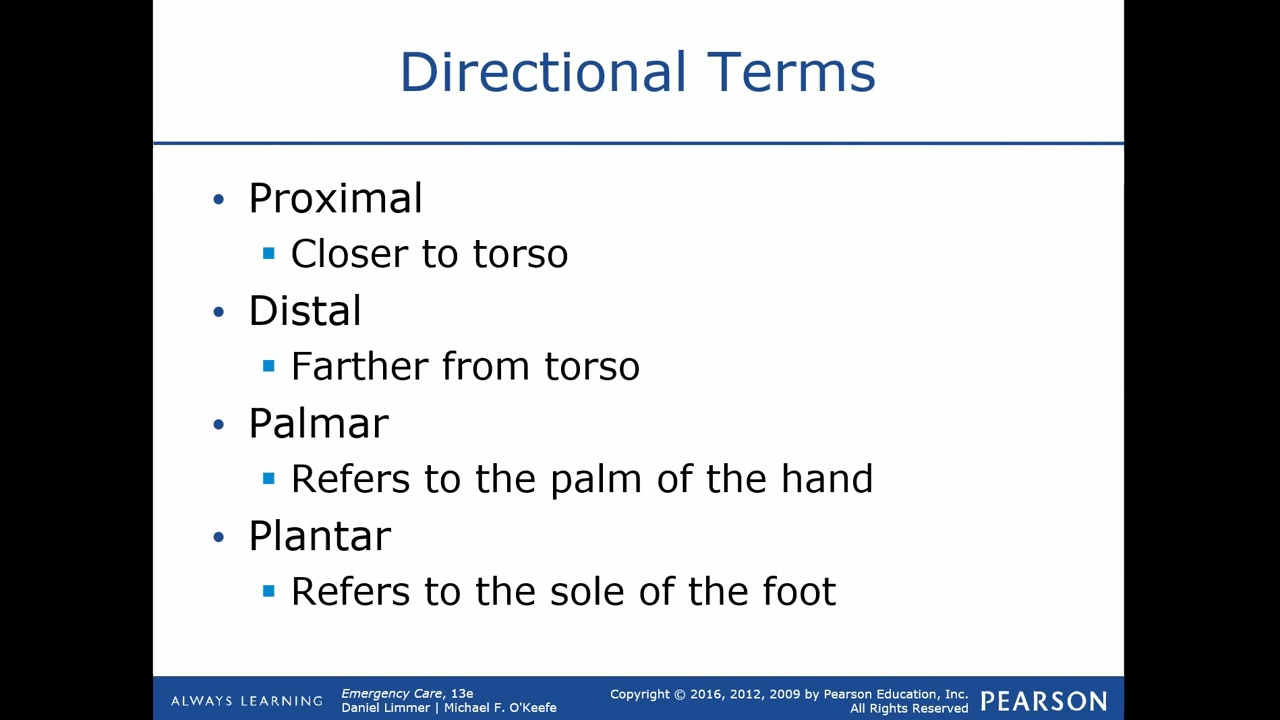 Directional Terms
• Proximal
▪ Closer to torso
• Distal
▪ Farther from torso
• Palmar
▪ Refers to the palm of the hand
• Plantar
▪ Refers to the sole of the foot
ALWAYS LEARNING
Emergency Care, 13e
Daniel Limmer | Michael F. O'Keefe
Copyright © 2016, 2012, 2009 by Pearson Education, Inc.
All Rights Reserved
PEARSON